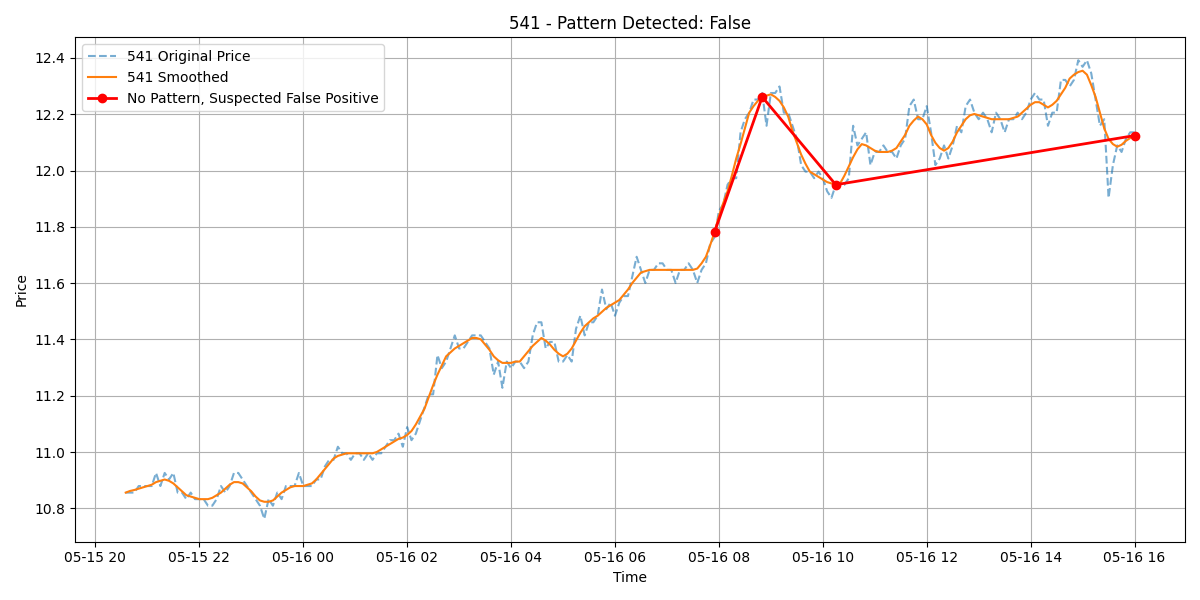 541 - Pattern Detected: False
541 Original Price
541 Smoothed
No Pattern, Suspected False Positive
Price
12.4
12.2
12.0
11.8
11.6
11.4
11.2
11.0
10.8
05-15 20 05-15 22 05-16 00 05-16 02 05-16 04 05-16 06 05-16 08 05-16 10 05-16 12 05-16 14 05-16 16
Time